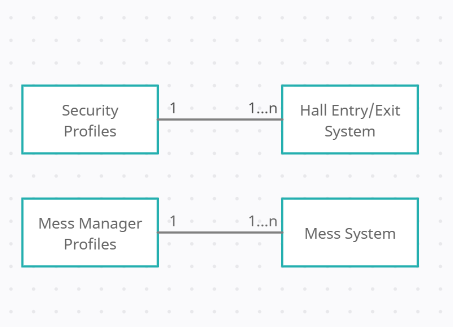 Security
Profiles
1
1...n
Hall Entry/Exit
System
Mess Manager
Profiles
1
1...n
Mess System